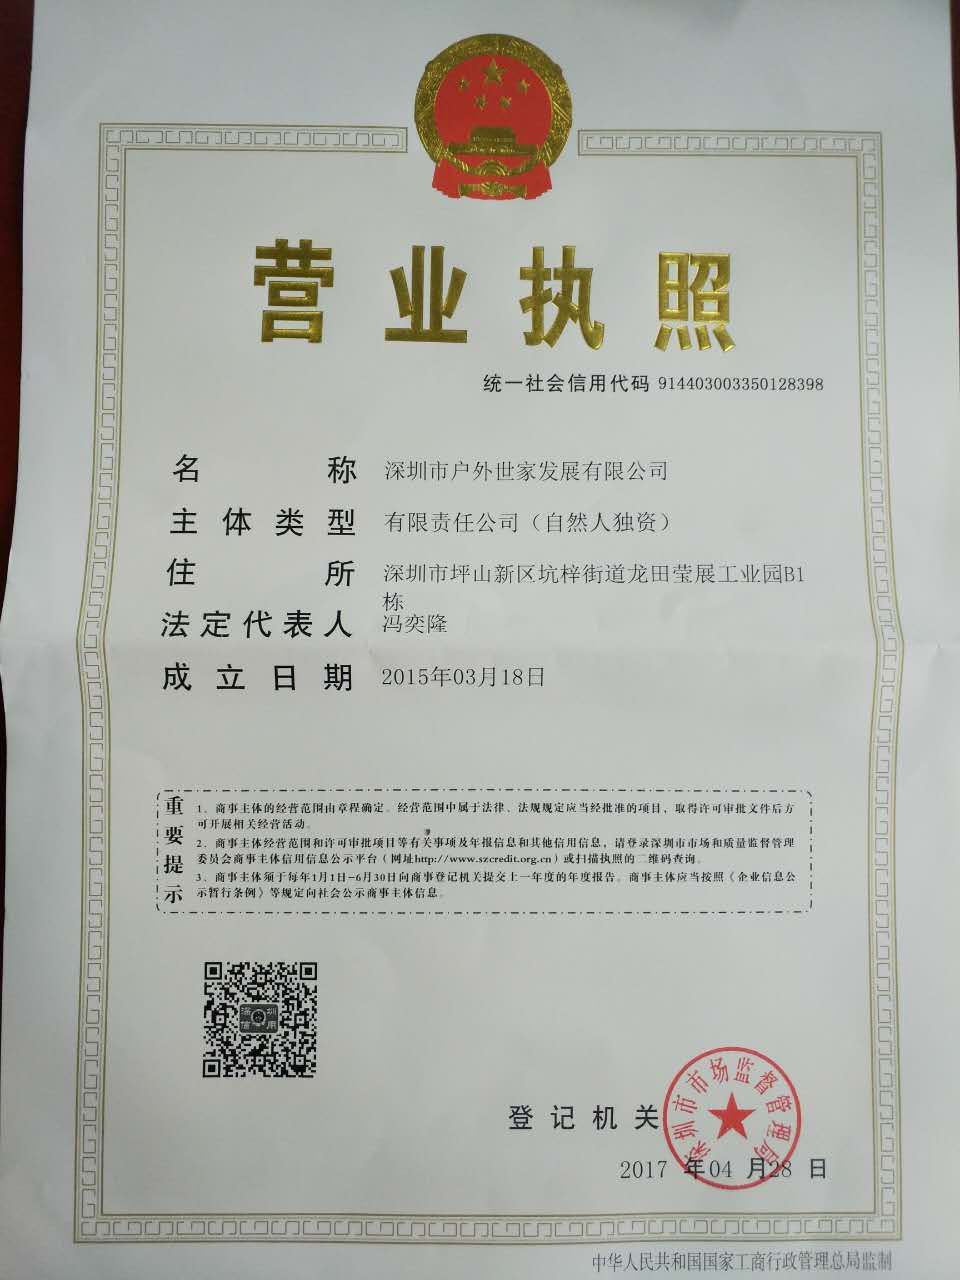 营业执照
统一社会信用代码 914403003350128398
名称 深圳市户外世家发展有限公司
主体类型 有限责任公司（自然人独资）
住所 深圳市坪山新区坑梓街道龙田莹展工业园B1
栋
法定代表人 冯奕隆
成立日期 2015年03月18日
重要提示
1、商事主体的经营范围由章程确定。经营范围中属于法律、法规规定应当经批准的项目，取得许可审批文件后方
可开展相关经营活动。
2、商事主体经营范围和许可审批项目等有关事项及年报信息和其他信用信息，请登录深圳市市场和质量监督管理
委员会商事主体信用信息公示平台（网址http://www.szcredit.org.cn）或扫描执照的二维码查询。
3、商事主体须于每年1月1日-6月30日向商事登记机关提交上一年度的年度报告。商事主体应当按照《企业信息公
示暂行条例》等规定向社会公示商事主体信息。
深圳
信用
登记机关
深圳市市场监督管理局
2017 年04 月28 日
中华人民共和国国家工商行政管理总局监制